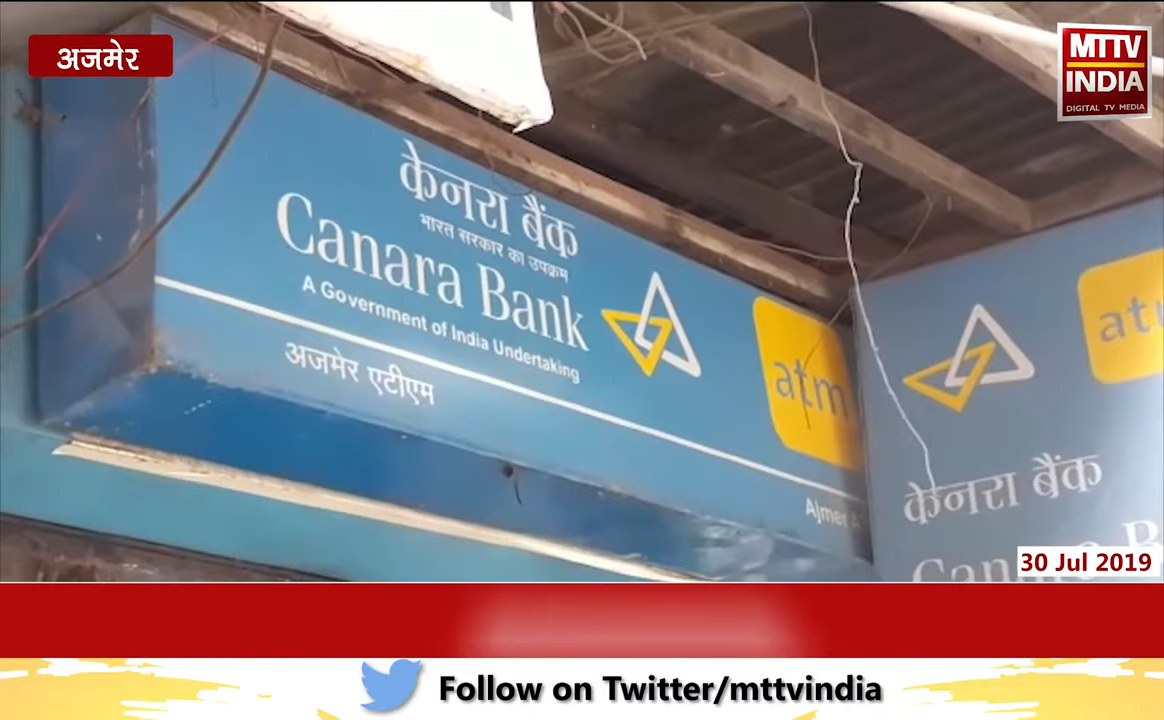 अजमेर
MTTV
INDIA
DIGITAL TV MEDIA
केनरा बैंक
भारत सरकार का उपक्रम
Canara Bank
A Government of India Undertaking
अजमेर एटीएम
atm
Ajmer
केनरा बैंक
30 Jul 2019
Follow on Twitter/mttvindia